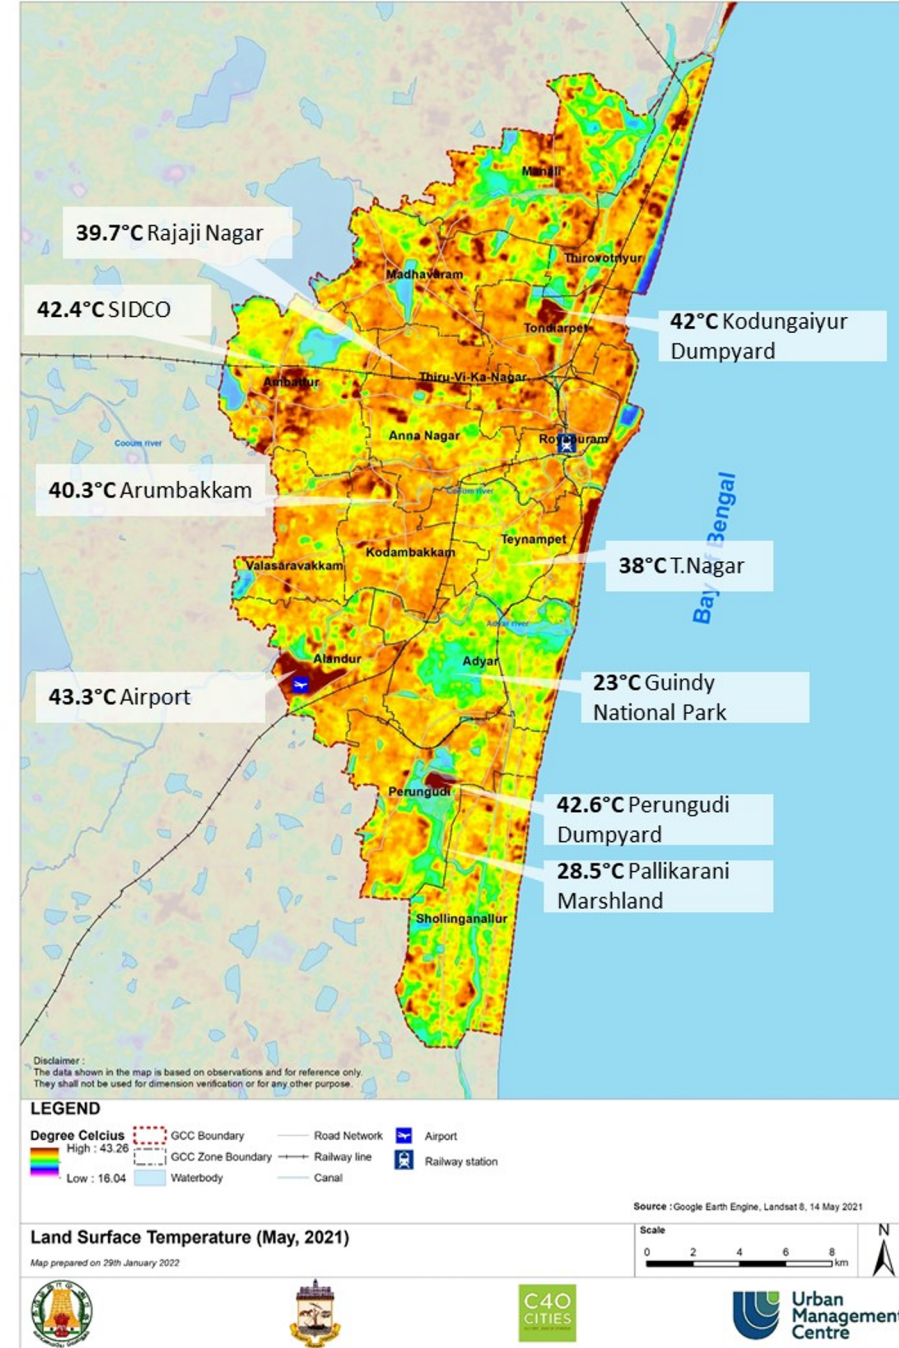 Manali
39.7°C Rajaji Nagar
Thirovotriyur
Madhavaram
42.4°C SIDCO
42°C Kodungaiyur
Dumpyard
Tondiarpet
Ambattur
Thiru-Vi-Ka-Nagar
Anna Nagar
Royapuram
Cooum river
40.3°C Arumbakkam
Cooum river
Bay of Bengal
Teynampet
Kodambakkam
Valasaravakkam
38°C T.Nagar
Adyar river
Alandur
Adyar
43.3°C Airport
23°C Guindy
National Park
Perungudi
42.6°C Perungudi
Dumpyard
28.5°C Pallikarani
Marshland
Shollinganallur
Disclaimer :
The data shown in the map is based on observations and for reference only.
They shall not be used for dimension verification or for any other purpose.
LEGEND
Degree Celcius
High : 43.26
Low : 16.04
GCC Boundary
GCC Zone Boundary
Waterbody
Road Network
Railway line
Canal
Airport
Railway station
Source : Google Earth Engine, Landsat 8, 14 May 2021
Land Surface Temperature (May, 2021)
Map prepared on 29th January 2022
Scale
0 2 4 6 8
km
N
C40
CITIES
Urban
Management
Centre